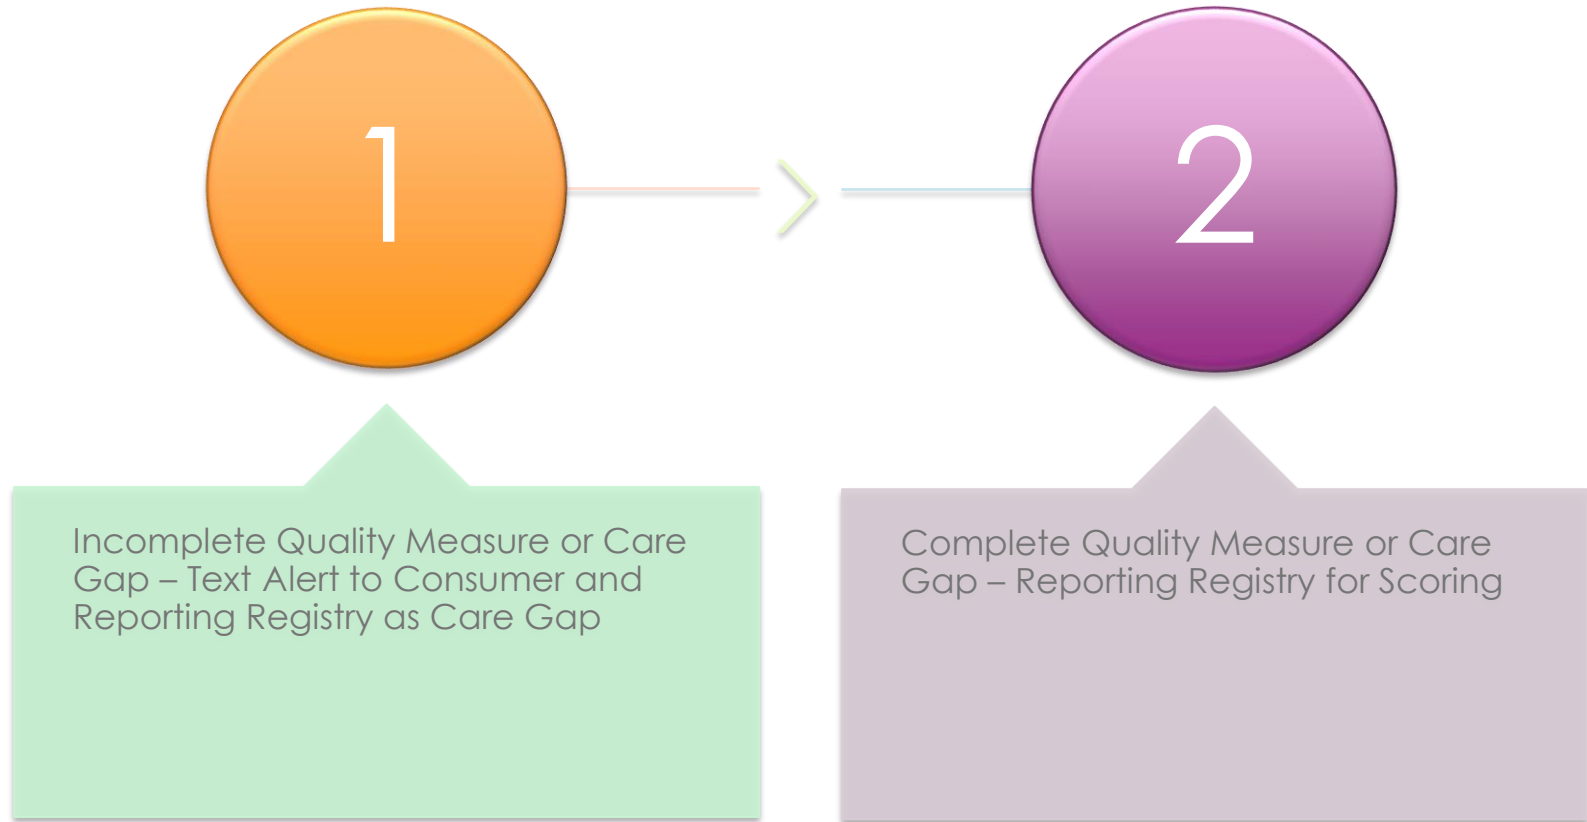 1
2
Incomplete Quality Measure or Care
Gap – Text Alert to Consumer and
Reporting Registry as Care Gap
Complete Quality Measure or Care
Gap – Reporting Registry for Scoring